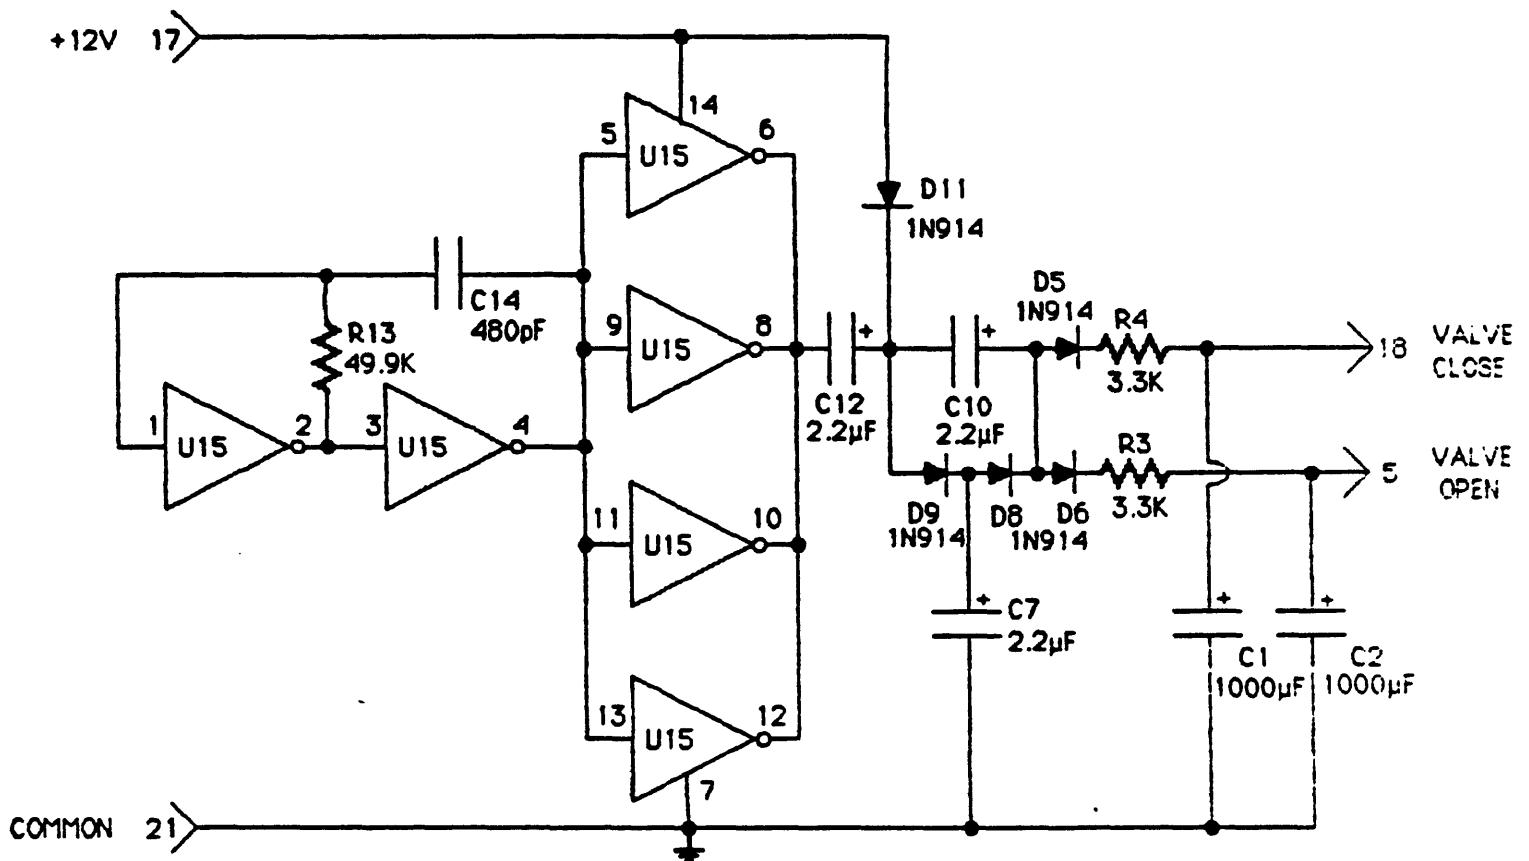 +12V 17
14
5 U15 6
D11
1N914
C14
480pF
R13
49.9K
D5
1N914
R4
3.3K
18 VALVE
CLOSE
9 U15 8
+
C12
2.2µF
+
C10
2.2µF
1 U15 2
3 U15 4
R3
3.3K
5 VALVE
OPEN
D9
1N914
D8 D6
1N914
11 U15 10
+ C7
2.2µF
+
C1
1000µF
+
C2
1000µF
13 U15 12
7
COMMON 21